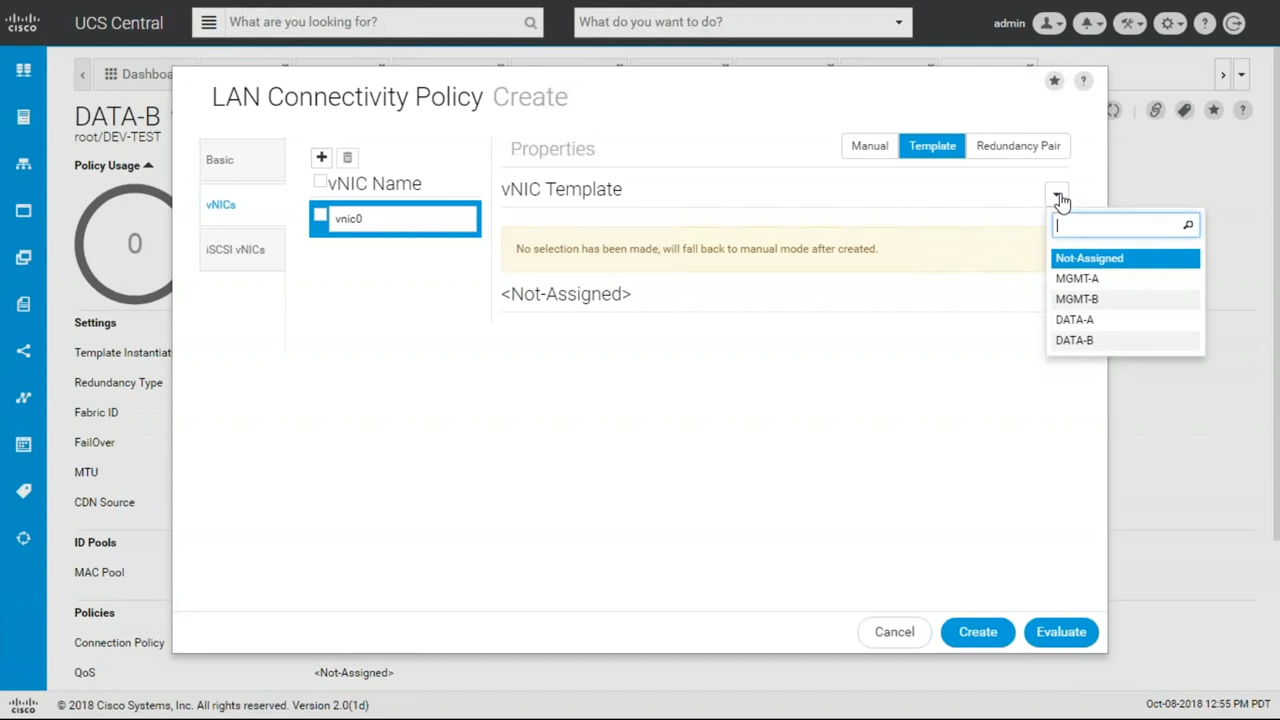 CISCO
UCS Central
What are you looking for?
What do you want to do?
admin
Dashboa
DATA-B
root/DEV-TEST
Policy Usage
0
Settings
Template Instantiat
Redundancy Type
Fabric ID
FailOver
MTU
CDN Source
ID Pools
MAC Pool
Policies
Connection Policy
QoS
<Not-Assigned>
LAN Connectivity Policy Create
Basic
vNICs
iSCSI vNICs
vNIC Name
vnic0
Properties
Manual
Template
Redundancy Pair
vNIC Template
No selection has been made, will fall back to manual mode after created.
<Not-Assigned>
Not-Assigned
MGMT-A
MGMT-B
DATA-A
DATA-B
Cancel
Create
Evaluate
CISCO
© 2018 Cisco Systems, Inc. All rights reserved. Version 2.0(1d)
Oct-08-2018 12:55 PM PDT